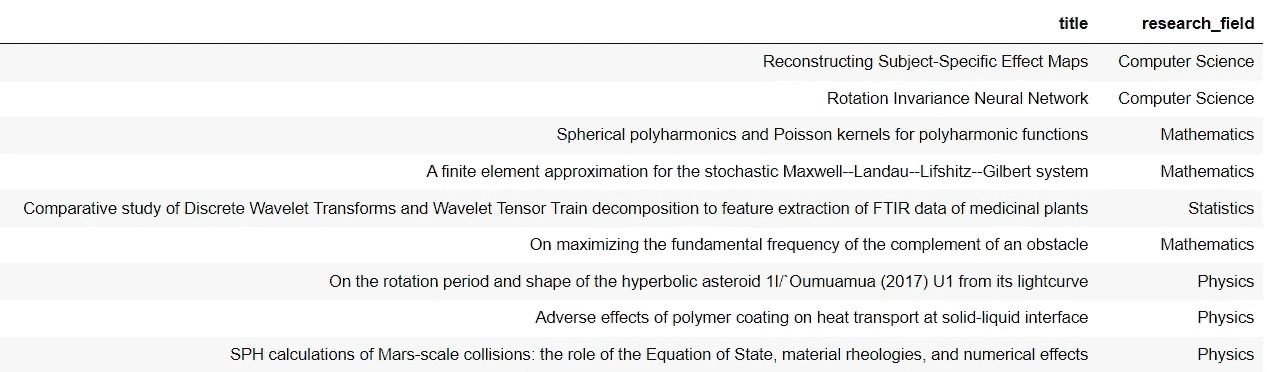 title research_field
Reconstructing Subject-Specific Effect Maps Computer Science
Rotation Invariance Neural Network Computer Science
Spherical polyharmonics and Poisson kernels for polyharmonic functions Mathematics
A finite element approximation for the stochastic Maxwell--Landau--Lifshitz--Gilbert system Mathematics
Comparative study of Discrete Wavelet Transforms and Wavelet Tensor Train decomposition to feature extraction of FTIR data of medicinal plants Statistics
On maximizing the fundamental frequency of the complement of an obstacle Mathematics
On the rotation period and shape of the hyperbolic asteroid 1I/`Oumuamua (2017) U1 from its lightcurve Physics
Adverse effects of polymer coating on heat transport at solid-liquid interface Physics
SPH calculations of Mars-scale collisions: the role of the Equation of State, material rheologies, and numerical effects Physics